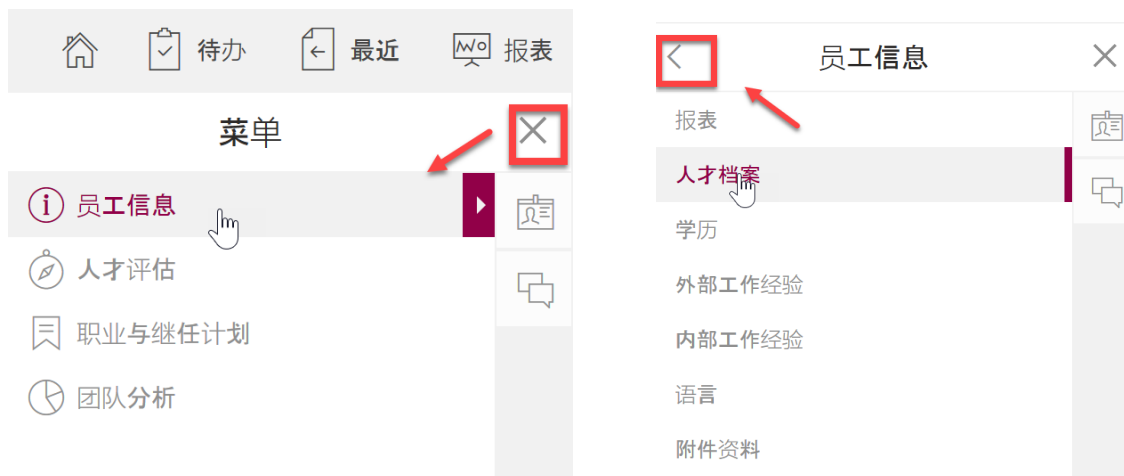 待办 最近 报表
菜单
员工信息
人才评估
职业与继任计划
团队分析
员工信息
报表
人才档案
学历
外部工作经验
内部工作经验
语言
附件资料